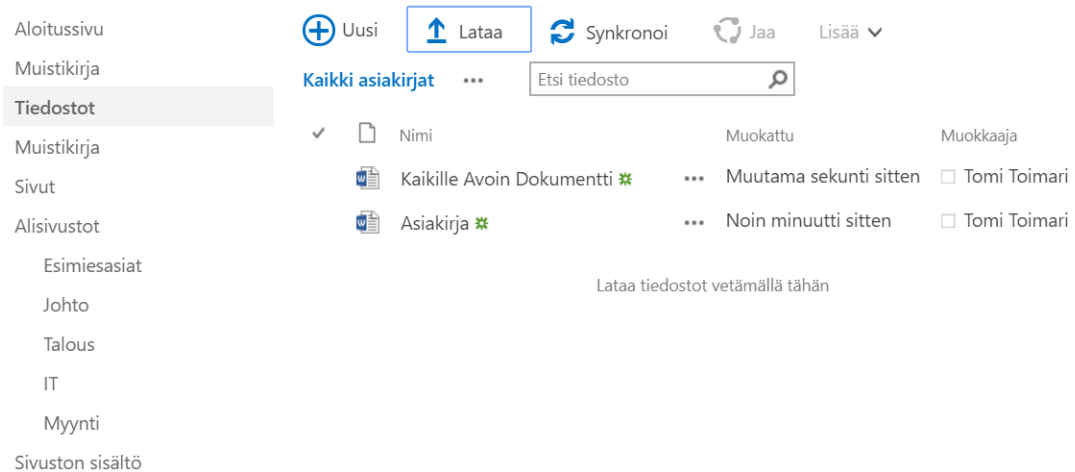 Aloitussivu
Muistikirja
Tiedostot
Muistikirja
Sivut
Alisivustot
Esimiesasiat
Johto
Talous
IT
Myynti
Sivuston sisältö
Uusi Lataa Synkronoi Jaa Lisää
Kaikki asiakirjat ••• Etsi tiedosto
Nimi Muokattu Muokkaaja
Kaikille Avoin Dokumentti ••• Muutama sekunti sitten Tomi Toimari
Asiakirja ••• Noin minuutti sitten Tomi Toimari
Lataa tiedostot vetämällä tähän